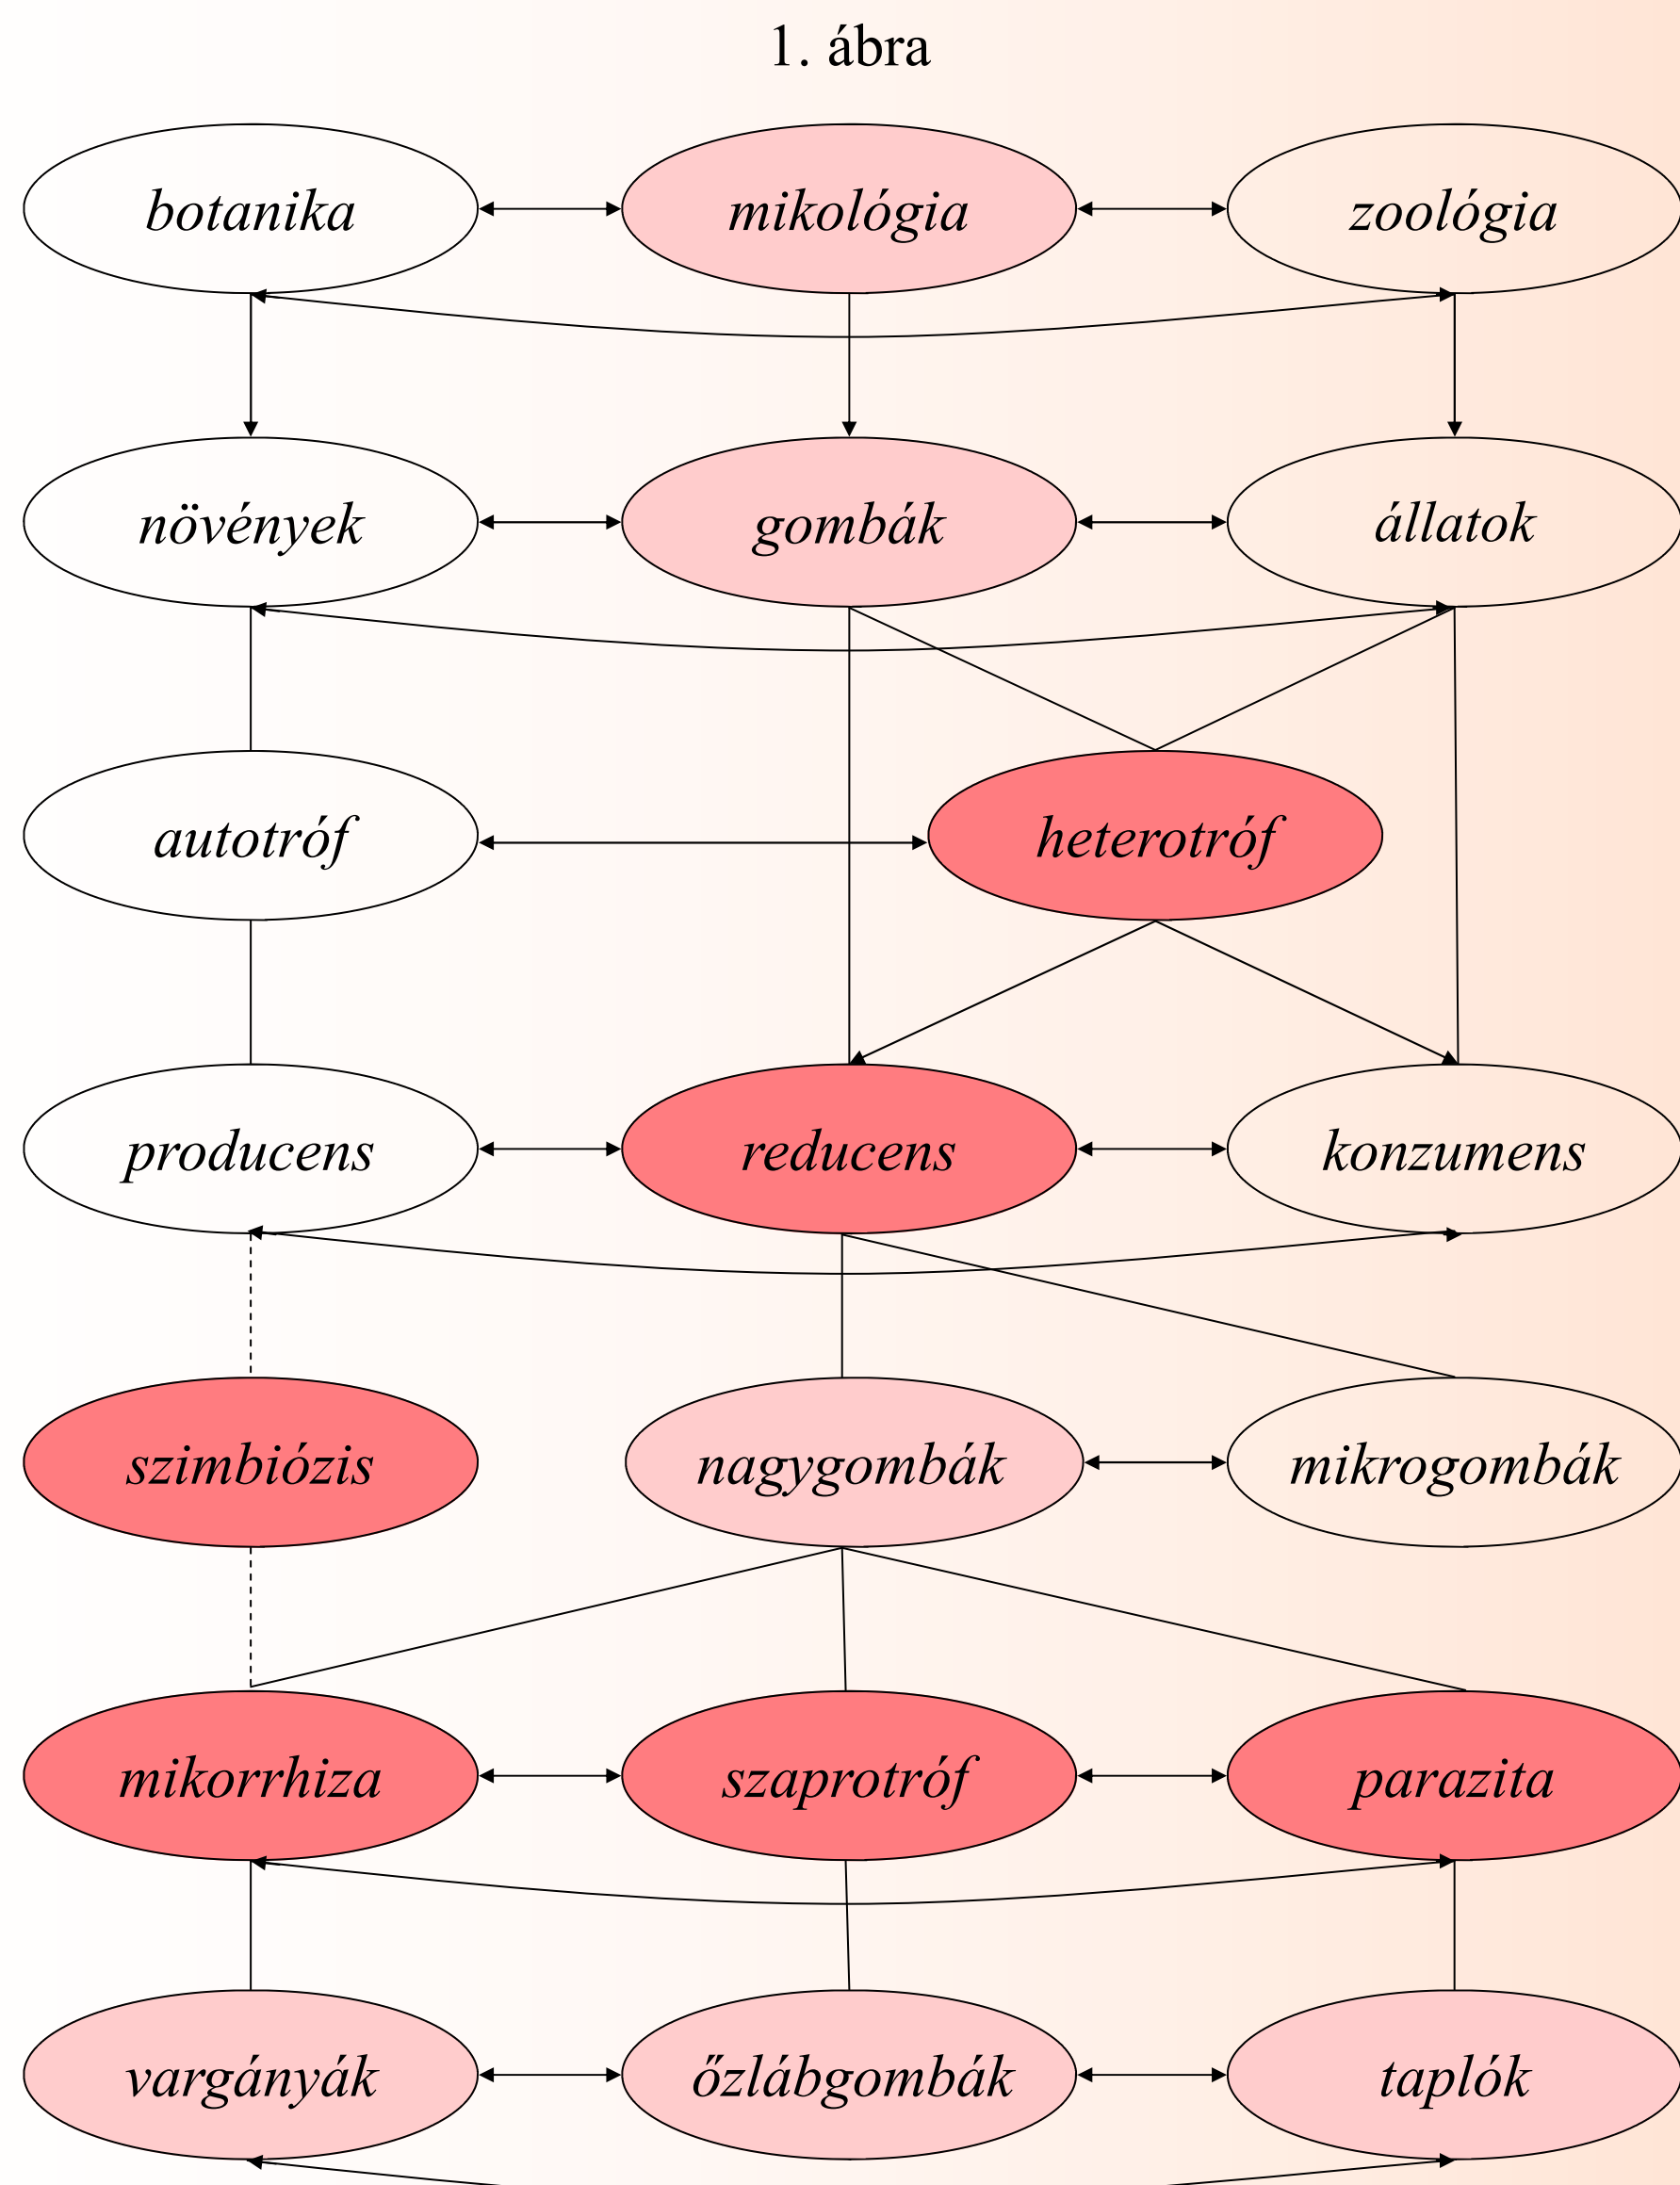 1. ábra
botanika
mikológia
zoológia
növények
gombák
állatok
autotróf
heterotróf
producens
reducens
konzumens
szimbiózis
nagygombák
mikrogombák
mikorrhiza
szaprotróf
parazita
vargányák
őzlábgombák
taplók